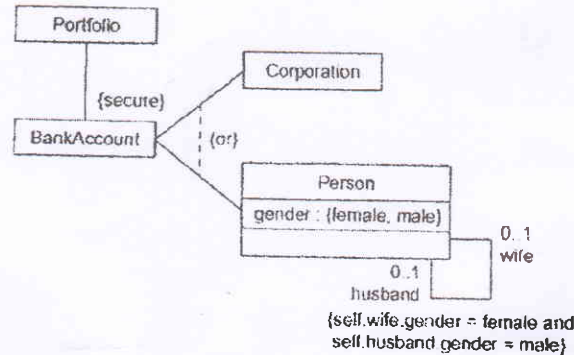 Portfolio
Corporation
{secure}
BankAccount
{or}
Person
gender : {female, male}
0..1
wife
0..1
husband
{self.wife.gender = female and
self.husband gender = male}